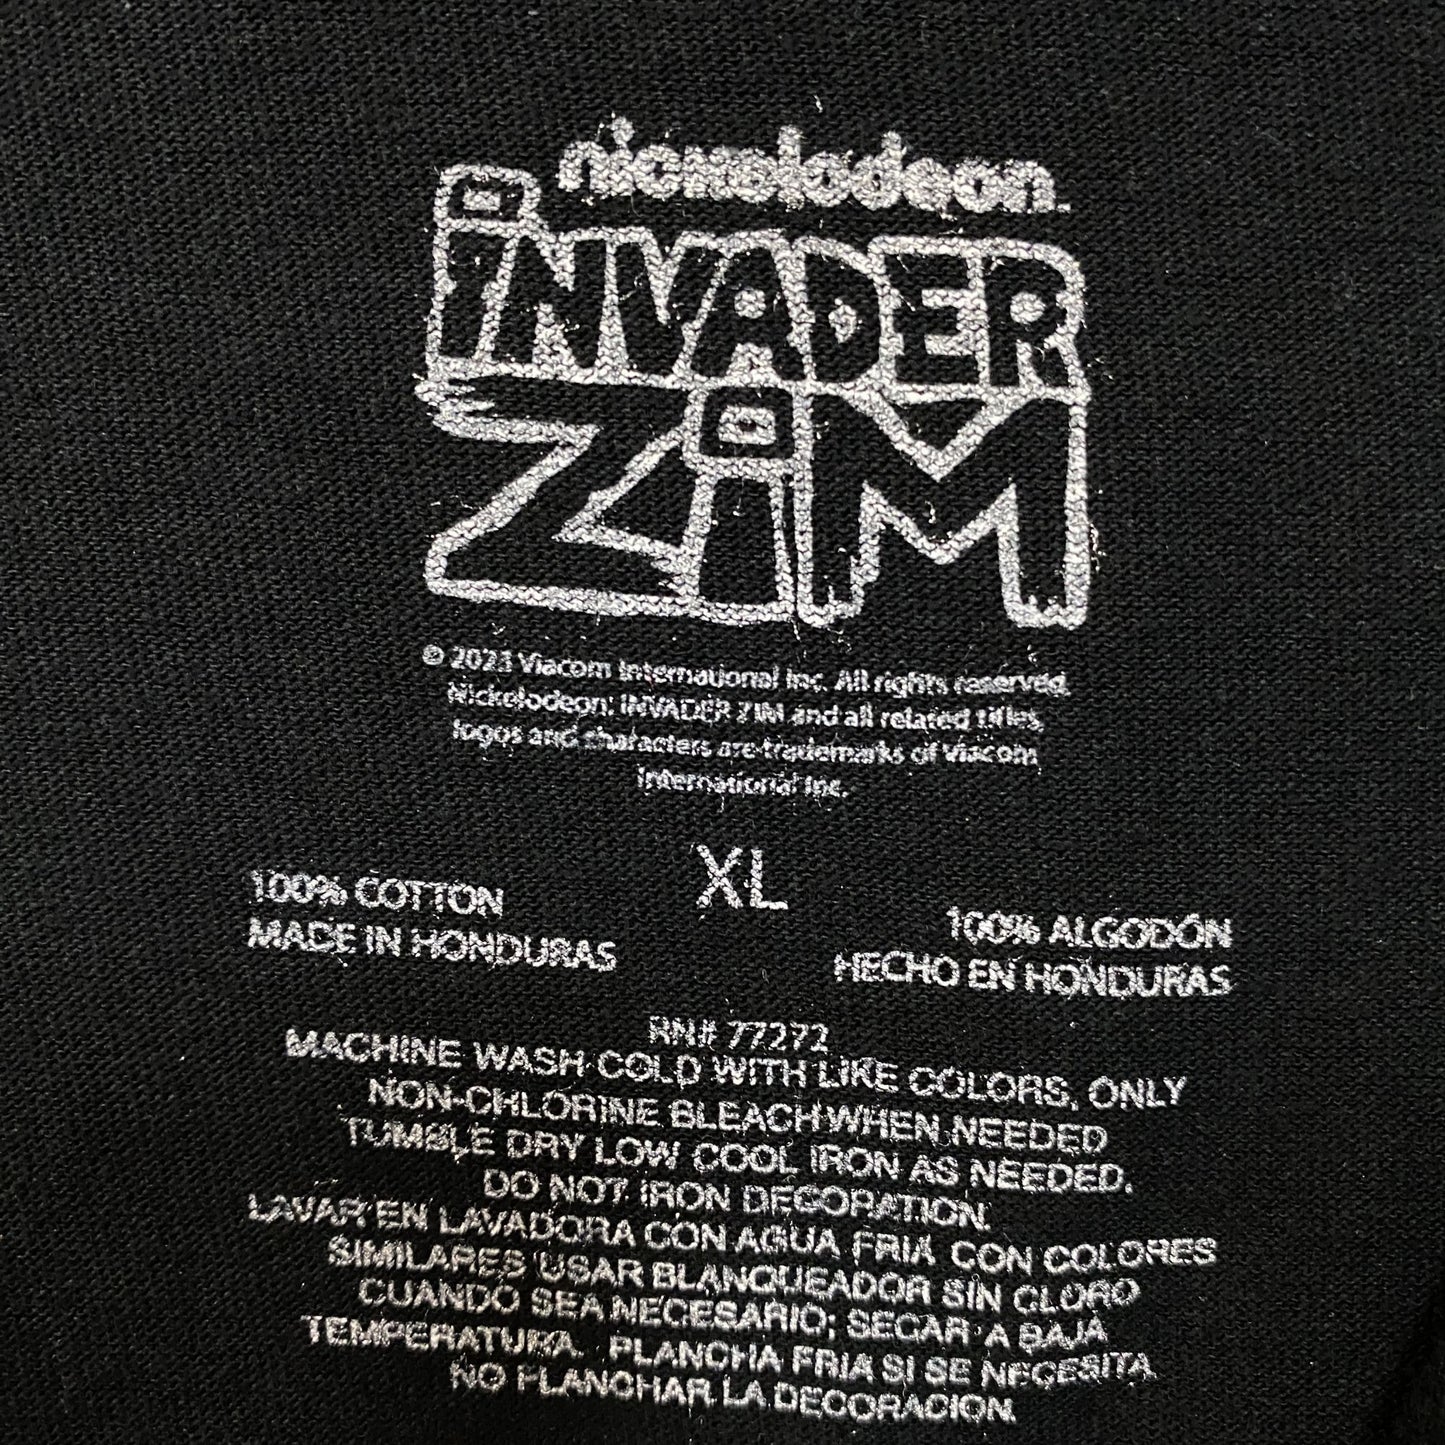 nickelodeon
INVADER
ZIM
© 2023 Viacom International Inc. All rights reserved.
Nickelodeon, INVADER ZIM and all related titles,
logos and characters are trademarks of Viacom
International Inc.
XL
100% COTTON
MADE IN HONDURAS
100% ALGODÓN
HECHO EN HONDURAS
RN# 77272
MACHINE WASH COLD WITH LIKE COLORS, ONLY
NON-CHLORINE BLEACH WHEN NEEDED
TUMBLE DRY LOW COOL IRON AS NEEDED.
DO NOT IRON DECORATION.
LAVAR EN LAVADORA CON AGUA FRIA CON COLORES
SIMILARES USAR BLANQUEADOR SIN CLORO
CUANDO SEA NECESARIO; SECAR A BAJA
TEMPERATURA. PLANCHA FRIA SI SE NECESITA
NO PLANCHAR LA DECORACION.